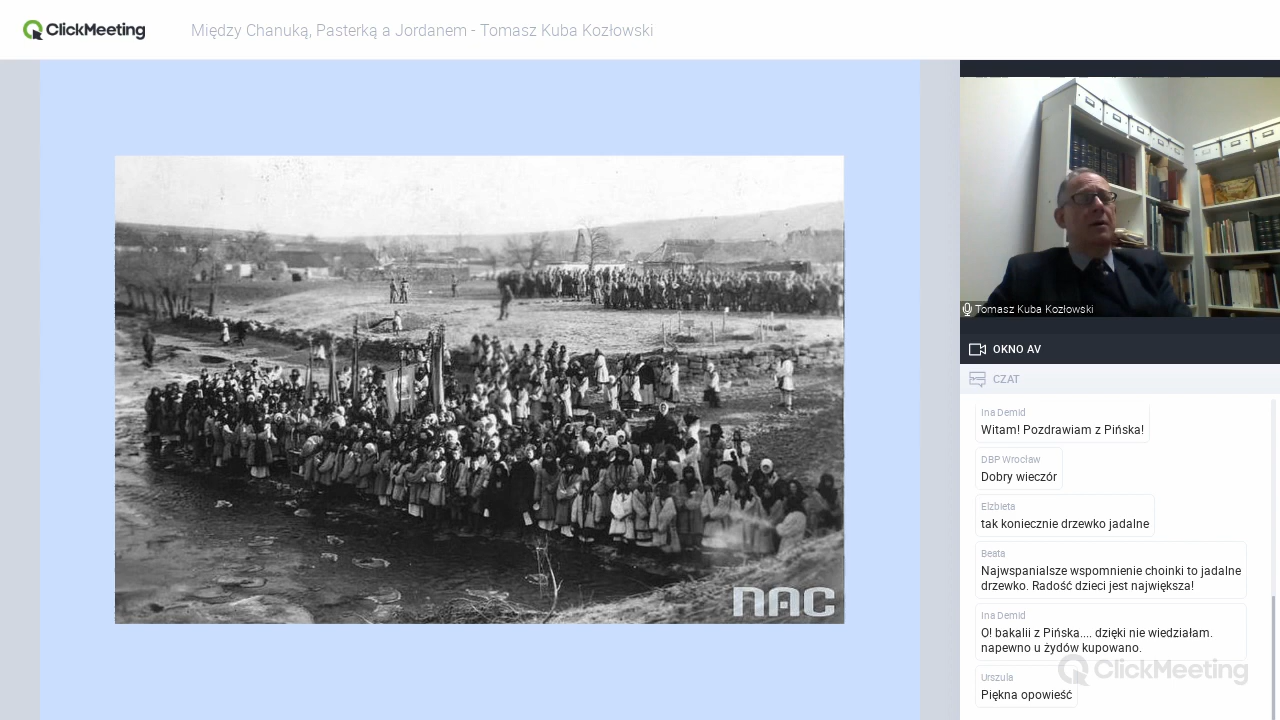 ClickMeeting
Między Chanuką, Pasterką a Jordanem - Tomasz Kuba Kozłowski
NAC
Tomasz Kuba Kozłowski
OKNO AV
CZAT
Ina Demid
Witam! Pozdrawiam z Pińska!
DBP Wrocław
Dobry wieczór
Elżbieta
tak koniecznie drzewko jadalne
Beata
Najwspanialsze wspomnienie choinki to jadalne
drzewko. Radość dzieci jest największa!
Ina Demid
O! bakalii z Pińska.... dzięki nie wiedziałam.
napewno u żydów kupowano.
ClickMeeting
Urszula
Piękna opowieść